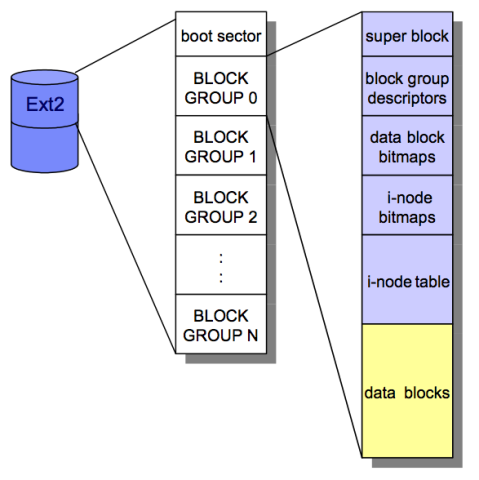 Ext2
boot sector
BLOCK
GROUP 0
BLOCK
GROUP 1
BLOCK
GROUP 2
:
:
BLOCK
GROUP N
super block
block group
descriptors
data block
bitmaps
i-node
bitmaps
i-node table
data blocks